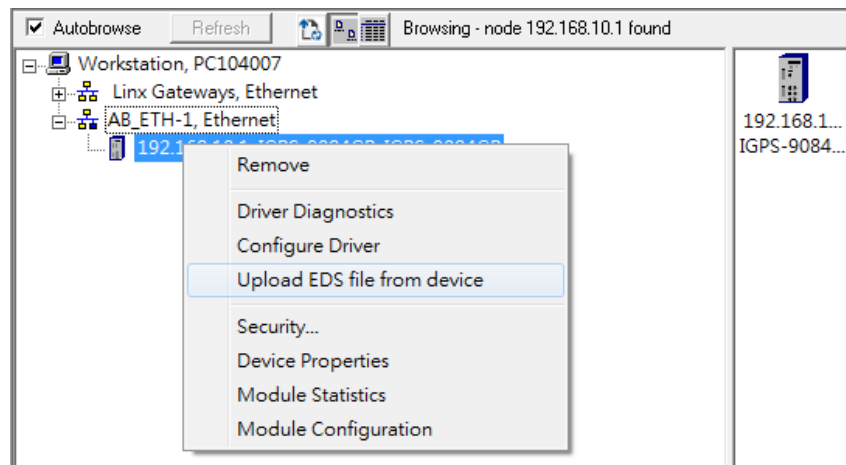 Autobrowse Refresh Browsing - node 192.168.10.1 found
Workstation, PC104007
Linx Gateways, Ethernet
AB_ETH-1, Ethernet
192.1
Remove
Driver Diagnostics
Configure Driver
Upload EDS file from device
Security...
Device Properties
Module Statistics
Module Configuration
192.168.1...
IGPS-9084...